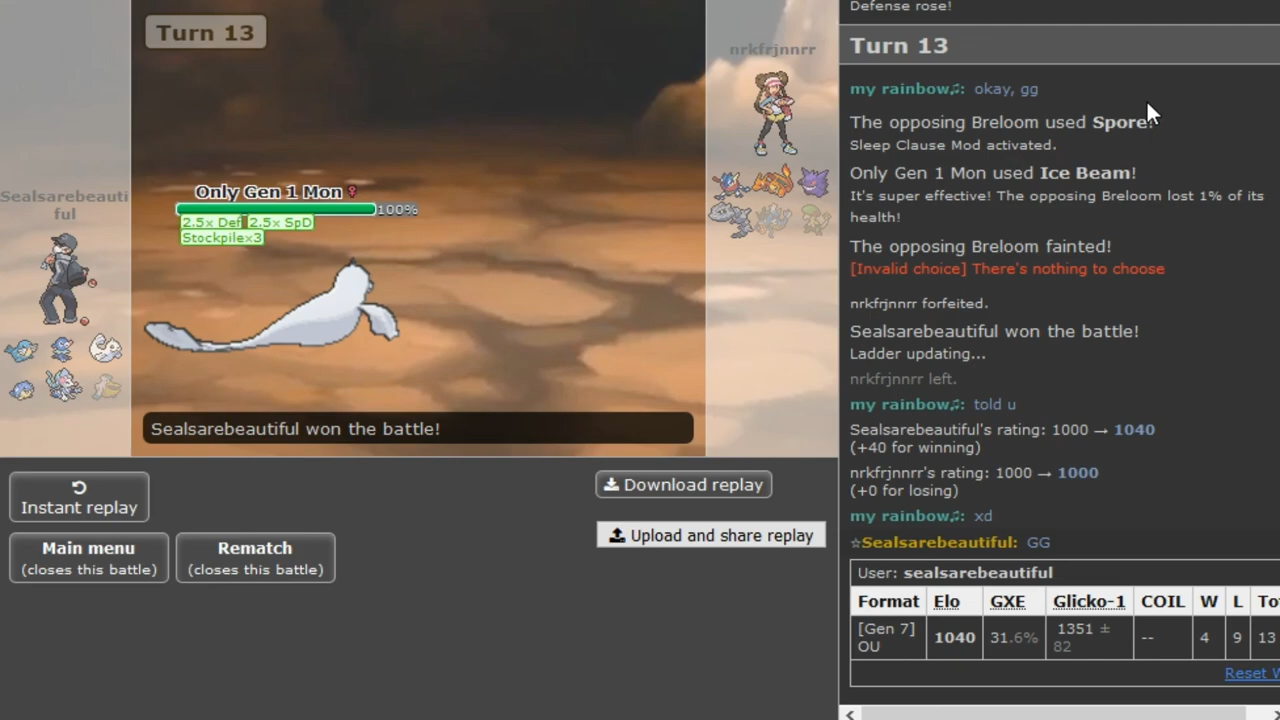 Turn 13
Sealsarebeauti
ful
Only Gen 1 Mon ♀
100%
2.5x Def 2.5x SpD
Stockpile×3
nrkfrjnnrr
Sealsarebeautiful won the battle!
Instant replay
Main menu
(closes this battle)
Rematch
(closes this battle)
Download replay
Upload and share replay
Defense rose!
Turn 13
my rainbow♫: okay, gg
The opposing Breloom used Spore!
Sleep Clause Mod activated.
Only Gen 1 Mon used Ice Beam!
It's super effective! The opposing Breloom lost 1% of its
health!
The opposing Breloom fainted!
[Invalid choice] There's nothing to choose
nrkfrjnnrr forfeited.
Sealsarebeautiful won the battle!
Ladder updating...
nrkfrjnnrr left.
my rainbow♫: told u
Sealsarebeautiful's rating: 1000 → 1040
(+40 for winning)
nrkfrjnnrr's rating: 1000 → 1000
(+0 for losing)
my rainbow♫: xd
☆Sealsarebeautiful: GG
User: sealsarebeautiful
Format Elo GXE Glicko-1 COIL W L To
[Gen 7] OU 1040 31.6% 1351 ± 82 -- 4 9 13
Reset W